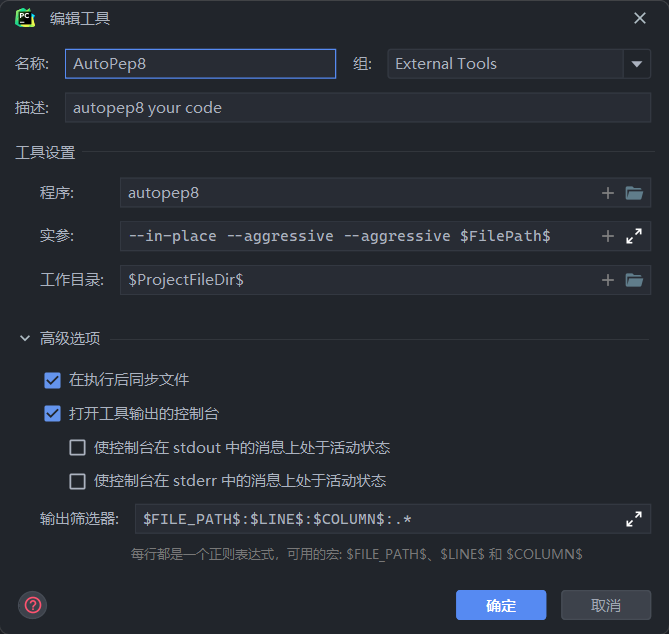 编辑工具
名称: AutoPep8 组: External Tools
描述: autopep8 your code
工具设置
程序: autopep8
实参: --in-place --aggressive --aggressive $FilePath$
工作目录: $ProjectFileDir$
高级选项
在执行后同步文件
打开工具输出的控制台
使控制台在 stdout 中的消息上处于活动状态
使控制台在 stderr 中的消息上处于活动状态
输出筛选器: $FILE_PATH$:$LINE$:$COLUMN$:.*
每行都是一个正则表达式，可用的宏: $FILE_PATH$、$LINE$ 和 $COLUMN$
确定 取消